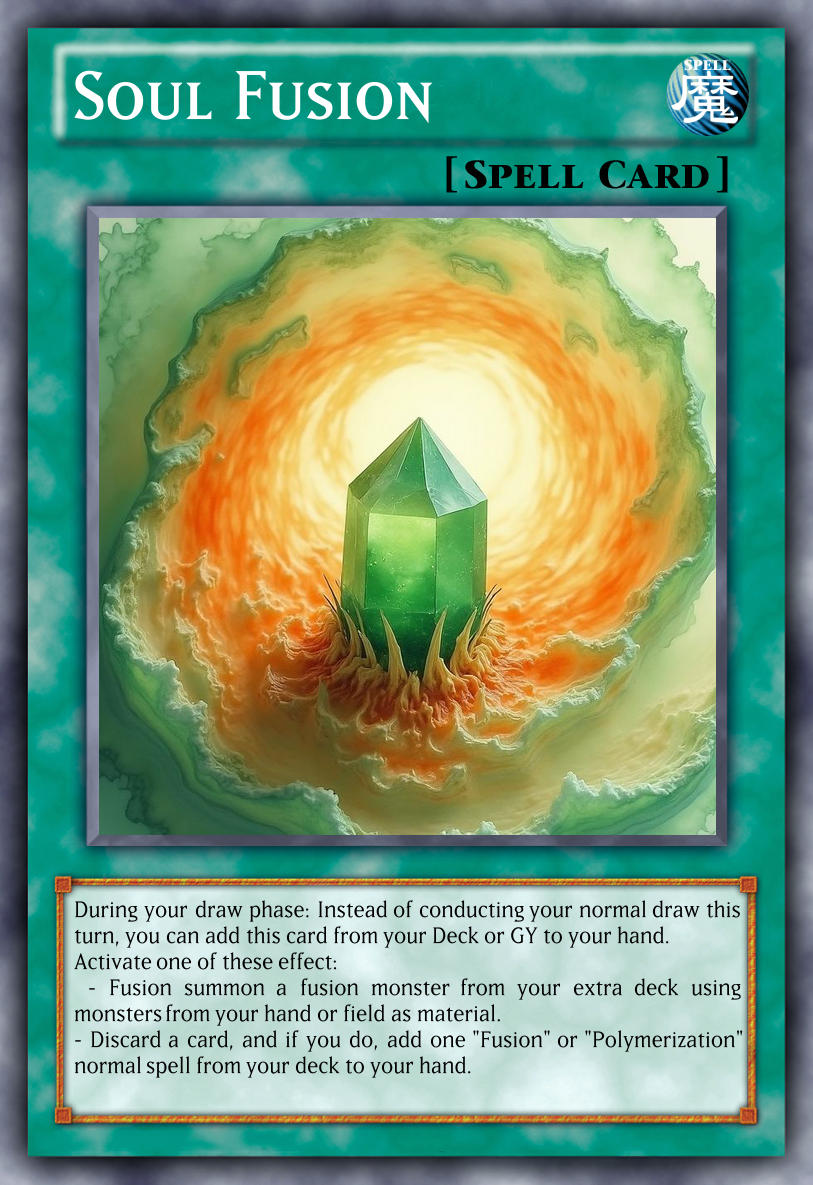 Soul Fusion
SPELL
魔
[Spell Card]
During your draw phase: Instead of conducting your normal draw this
turn, you can add this card from your Deck or GY to your hand.
Activate one of these effect:
- Fusion summon a fusion monster from your extra deck using
monsters from your hand or field as material.
- Discard a card, and if you do, add one "Fusion" or "Polymerization"
normal spell from your deck to your hand.